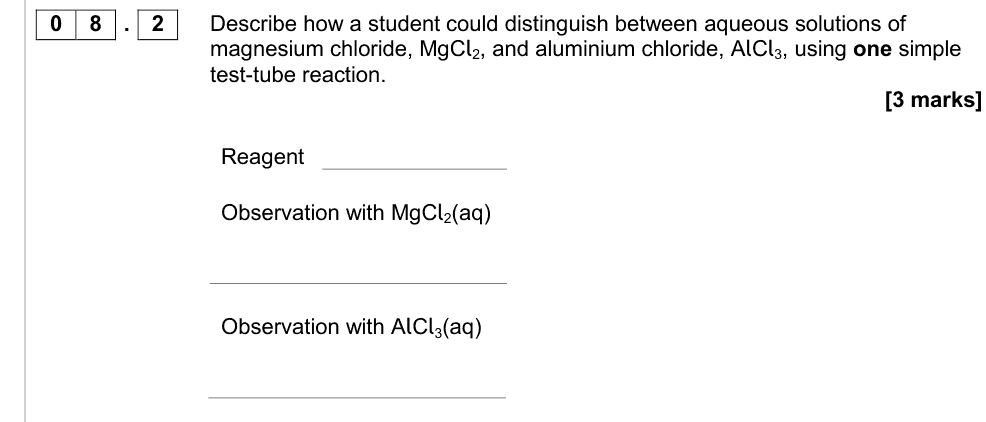 0 8 . 2 Describe how a student could distinguish between aqueous solutions of
magnesium chloride, MgCl₂, and aluminium chloride, AlCl₃, using one simple
test-tube reaction.
[3 marks]
Reagent
Observation with MgCl₂(aq)
Observation with AlCl₃(aq)